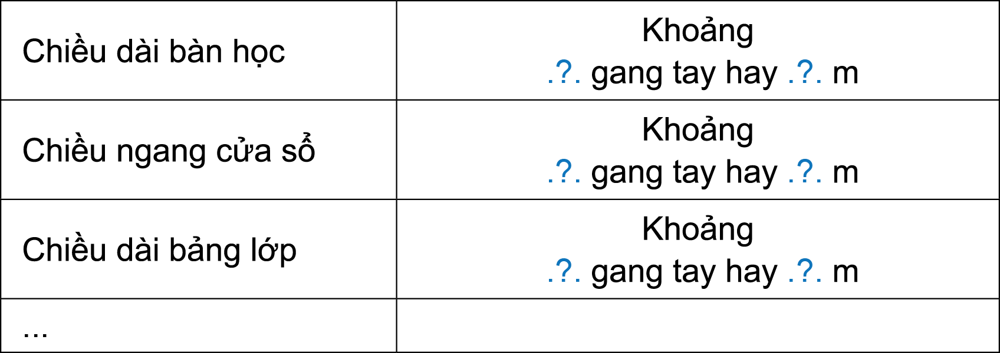 Chiều dài bàn học
Khoảng
.?. gang tay hay .?. m
Chiều ngang cửa sổ
Khoảng
.?. gang tay hay .?. m
Chiều dài bảng lớp
Khoảng
.?. gang tay hay .?. m
...